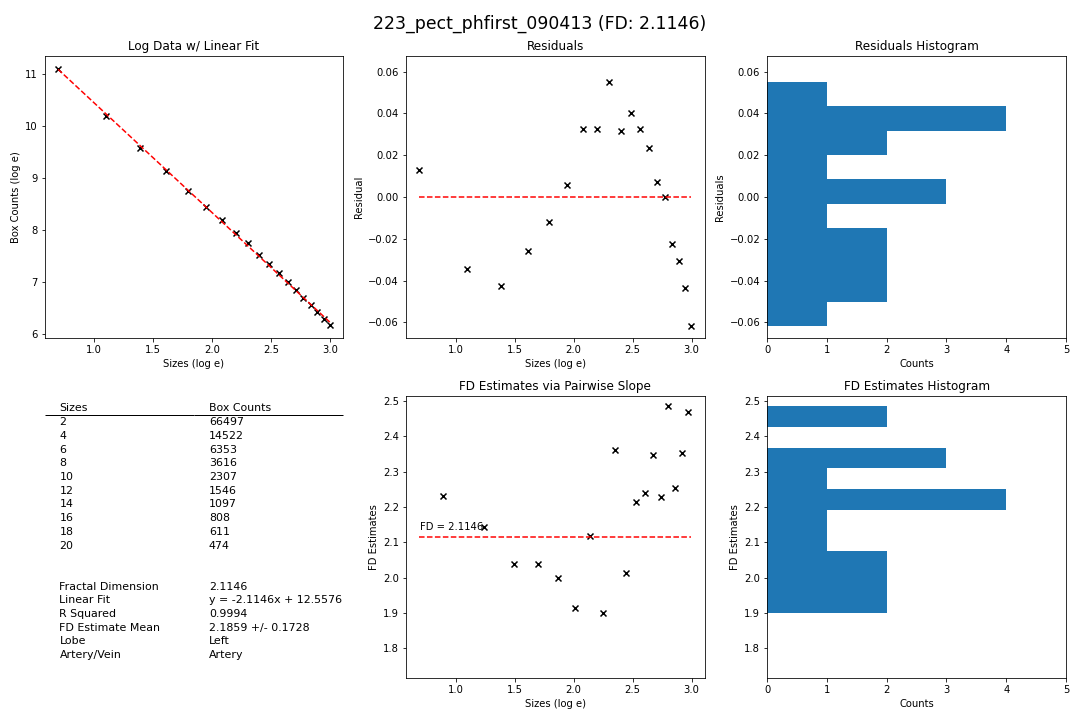 223_pect_phfirst_090413 (FD: 2.1146)
Log Data w/ Linear Fit
Residuals
Residuals Histogram
11
10
9
8
7
6
Box Counts (log e)
1.0 1.5 2.0 2.5 3.0
Sizes (log e)
0.06
0.04
0.02
0.00
−0.02
−0.04
−0.06
Residual
1.0 1.5 2.0 2.5 3.0
Sizes (log e)
0.06
0.04
0.02
0.00
−0.02
−0.04
−0.06
Residuals
0 1 2 3 4 5
Counts
Sizes Box Counts
2 66497
4 14522
6 6353
8 3616
10 2307
12 1546
14 1097
16 808
18 611
20 474
Fractal Dimension 2.1146
Linear Fit y = -2.1146x + 12.5576
R Squared 0.9994
FD Estimate Mean 2.1859 +/- 0.1728
Lobe Left
Artery/Vein Artery
FD Estimates via Pairwise Slope
2.5
2.4
2.3
2.2
2.1
2.0
1.9
1.8
FD Estimates
FD = 2.1146
1.0 1.5 2.0 2.5 3.0
Sizes (log e)
FD Estimates Histogram
2.5
2.4
2.3
2.2
2.1
2.0
1.9
1.8
FD Estimates
0 1 2 3 4 5
Counts